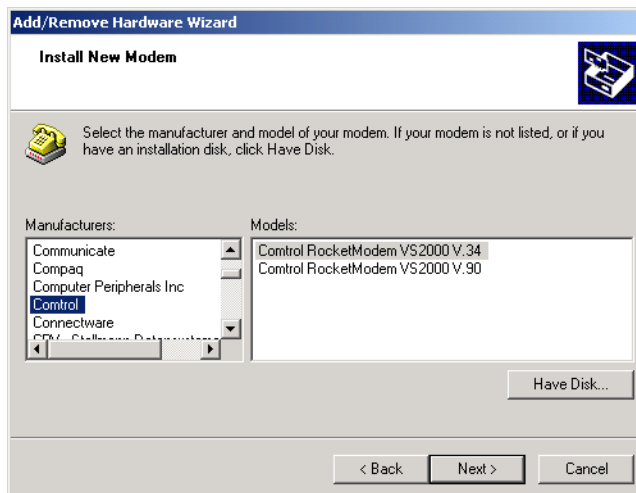 Add/Remove Hardware Wizard
Install New Modem
Select the manufacturer and model of your modem. If your modem is not listed, or if you
have an installation disk, click Have Disk.
Manufacturers:
Models:
Communicate
Compaq
Computer Peripherals Inc
Comtrol
Connectware
Comtrol RocketModem VS2000 V.34
Comtrol RocketModem VS2000 V.90
Have Disk...
< Back
Next >
Cancel